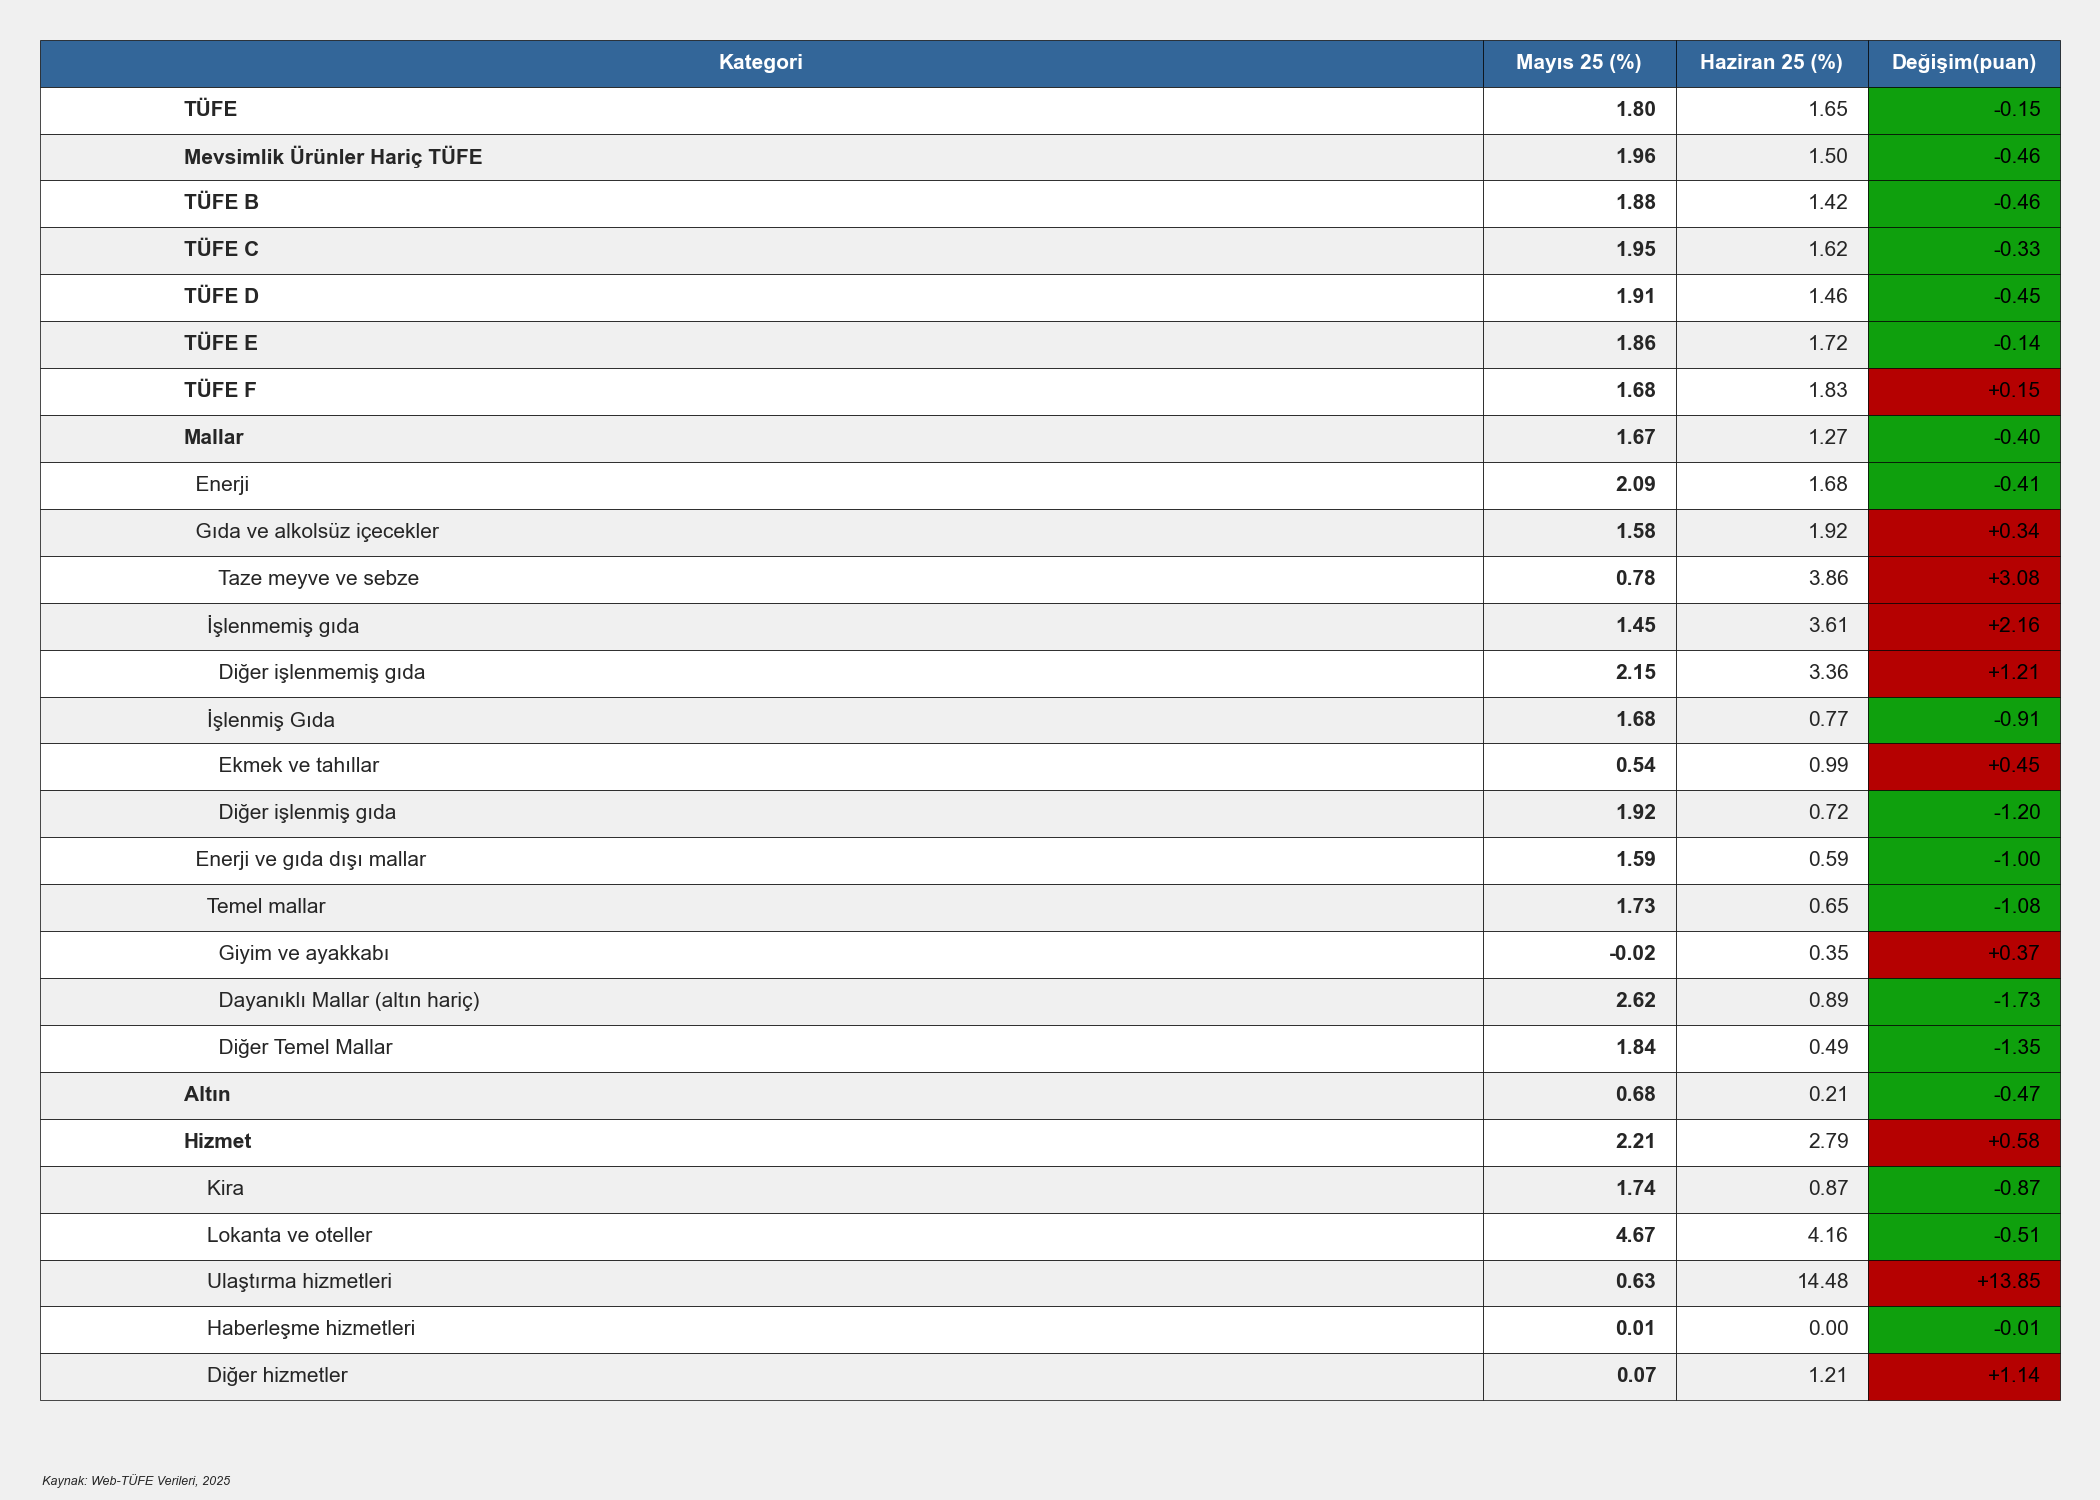 Kategori Mayıs 25 (%) Haziran 25 (%) Değişim(puan)
TÜFE 1.80 1.65 -0.15
Mevsimlik Ürünler Hariç TÜFE 1.96 1.50 -0.46
TÜFE B 1.88 1.42 -0.46
TÜFE C 1.95 1.62 -0.33
TÜFE D 1.91 1.46 -0.45
TÜFE E 1.86 1.72 -0.14
TÜFE F 1.68 1.83 +0.15
Mallar 1.67 1.27 -0.40
Enerji 2.09 1.68 -0.41
Gıda ve alkolsüz içecekler 1.58 1.92 +0.34
Taze meyve ve sebze 0.78 3.86 +3.08
İşlenmemiş gıda 1.45 3.61 +2.16
Diğer işlenmemiş gıda 2.15 3.36 +1.21
İşlenmiş Gıda 1.68 0.77 -0.91
Ekmek ve tahıllar 0.54 0.99 +0.45
Diğer işlenmiş gıda 1.92 0.72 -1.20
Enerji ve gıda dışı mallar 1.59 0.59 -1.00
Temel mallar 1.73 0.65 -1.08
Giyim ve ayakkabı -0.02 0.35 +0.37
Dayanıklı Mallar (altın hariç) 2.62 0.89 -1.73
Diğer Temel Mallar 1.84 0.49 -1.35
Altın 0.68 0.21 -0.47
Hizmet 2.21 2.79 +0.58
Kira 1.74 0.87 -0.87
Lokanta ve oteller 4.67 4.16 -0.51
Ulaştırma hizmetleri 0.63 14.48 +13.85
Haberleşme hizmetleri 0.01 0.00 -0.01
Diğer hizmetler 0.07 1.21 +1.14
Kaynak: Web-TÜFE Verileri, 2025